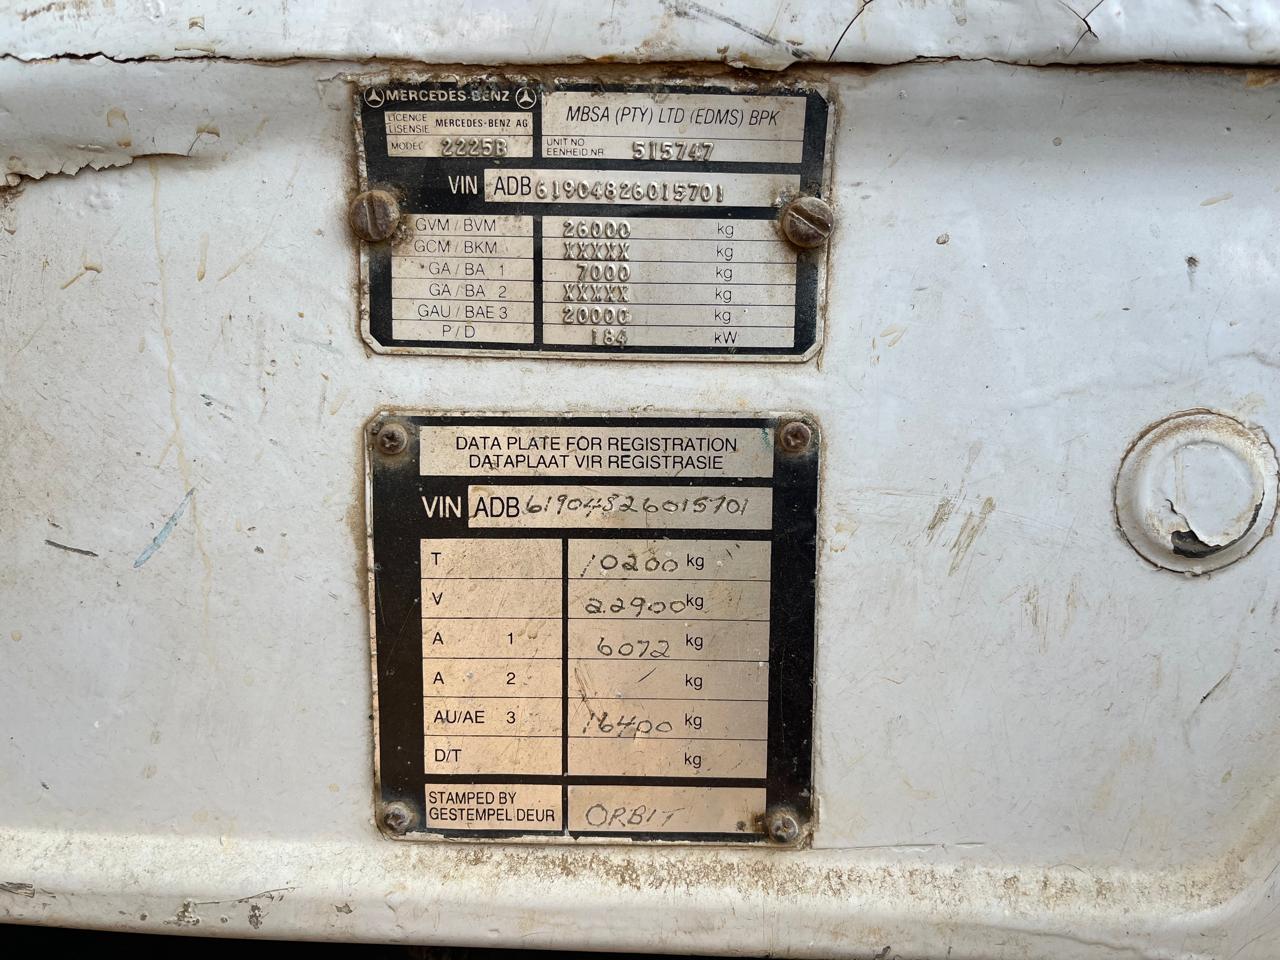 MERCEDES-BENZ
LICENCE
LISENSIE MERCEDES-BENZ AG
MODEL 2225B
MBSA (PTY) LTD (EDMS) BPK
UNIT NO
EENHEID.NR 515747
VIN ADB61904826015701
GVM / BVM 26000 kg
GCM / BKM XXXXX kg
GA / BA 1 7000 kg
GA / BA 2 XXXXX kg
GAU / BAE 3 20000 kg
P / D 184 kW
DATA PLATE FOR REGISTRATION
DATAPLAAT VIR REGISTRASIE
VIN ADB61904826015701
T 10200 kg
V 22900 kg
A 1 6072 kg
A 2 / kg
AU/AE 3 16400 kg
D/T kg
STAMPED BY
GESTEMPEL DEUR ORBIT